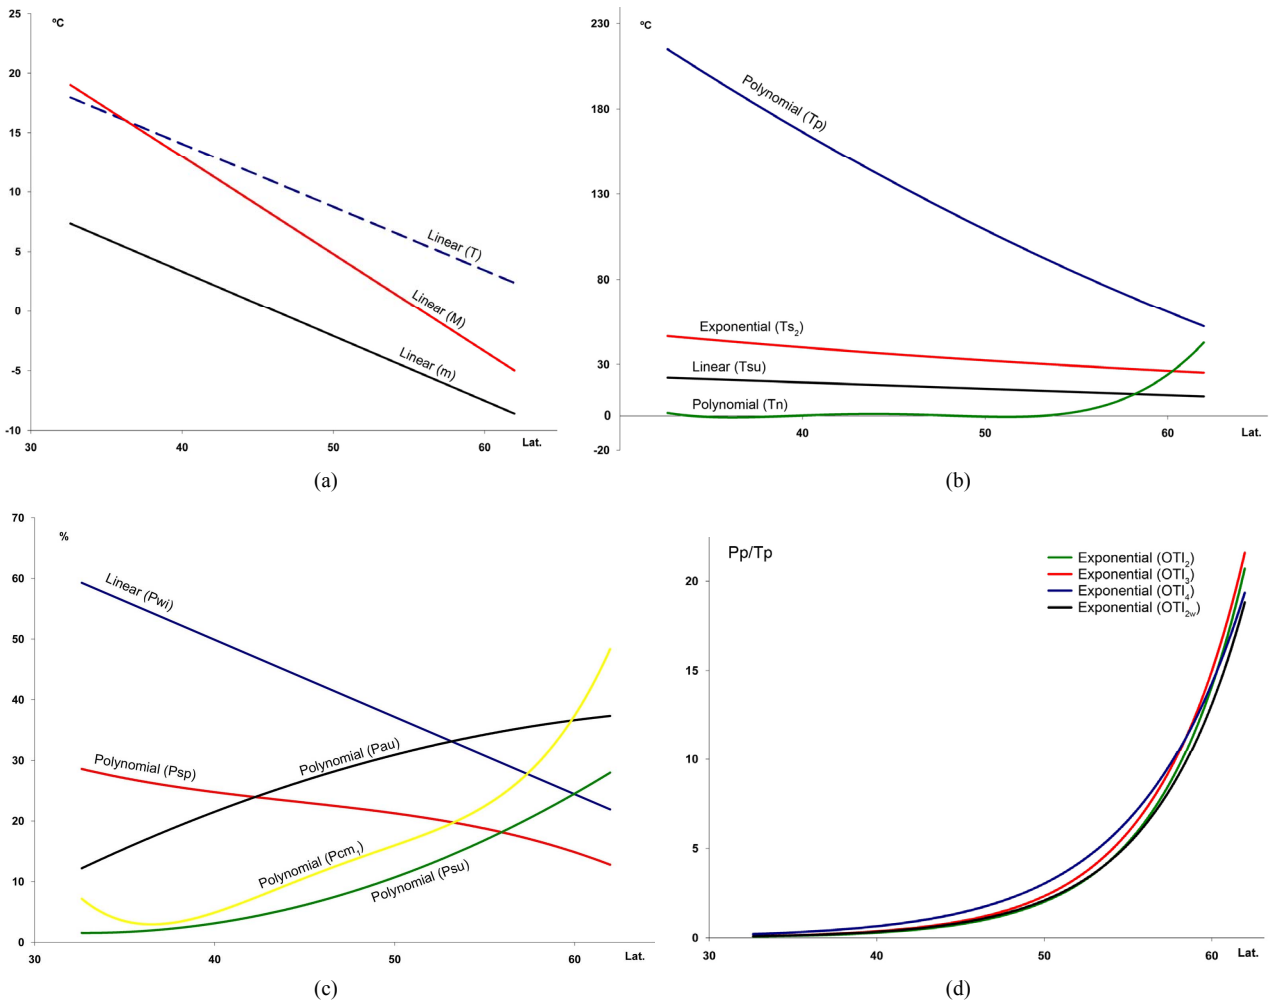 25
ºC
20
15
10
5
0
-5
-10
30
40
50
60
Lat.
Linear (T)
Linear (M)
Linear (m)
(a)
230
ºC
180
130
80
30
0
-20
40
50
60
Lat.
Polynomial (Tp)
Exponential (Ts2)
Linear (Tsu)
Polynomial (Tn)
(b)
70
%
60
50
40
30
20
10
0
30
40
50
60
Lat.
Linear (Pwi)
Polynomial (Psp)
Polynomial (Pau)
Polynomial (Pcm1)
Polynomial (Psu)
(c)
Pp/Tp
20
15
10
5
0
30
40
50
60
Lat.
Exponential (OTI2)
Exponential (OTI3)
Exponential (OTI4)
Exponential (OTI2w)
(d)